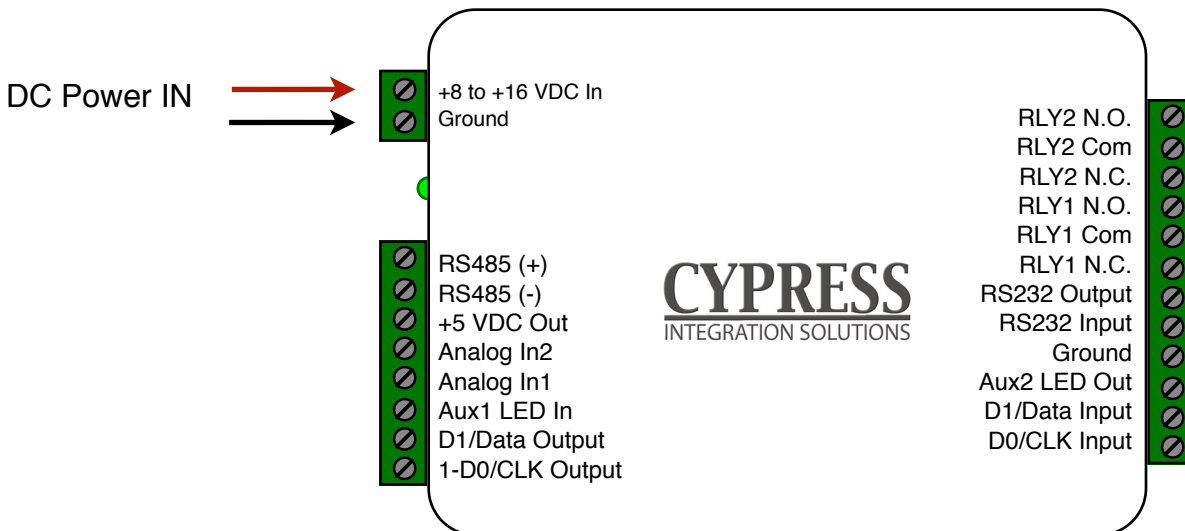 DC Power IN
+8 to +16 VDC In
Ground
RS485 (+)
RS485 (-)
+5 VDC Out
Analog In2
Analog In1
Aux1 LED In
D1/Data Output
1-D0/CLK Output
CYPRESS
INTEGRATION SOLUTIONS
RLY2 N.O.
RLY2 Com
RLY2 N.C.
RLY1 N.O.
RLY1 Com
RLY1 N.C.
RS232 Output
RS232 Input
Ground
Aux2 LED Out
D1/Data Input
D0/CLK Input